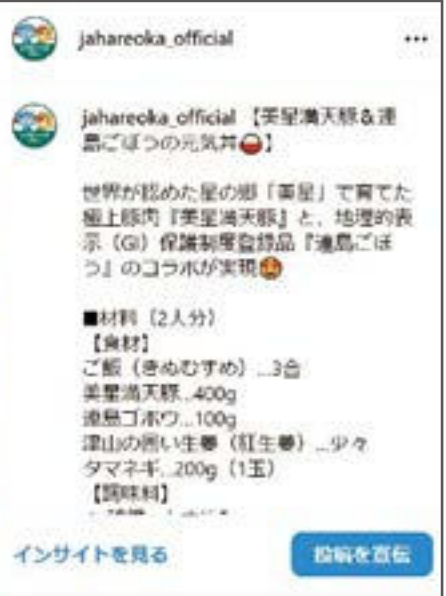 jahareoka_official
jahareoka_official 【美星満天豚&連
島ごぼうの元気丼】
世界が認めた星の郷「美星」で育てた
極上豚肉『美星満天豚』と、地理的表
示（GI）保護制度登録品『連島ごぼ
う』のコラボが実現
■材料（2人分）
【食材】
ご飯（きぬむすめ）…3合
美星満天豚…400g
連島ゴボウ…100g
津山の囲い生姜（紅生姜）…少々
タマネギ…200g（1玉）
【調味料】
インサイトを見る
投稿を宣伝